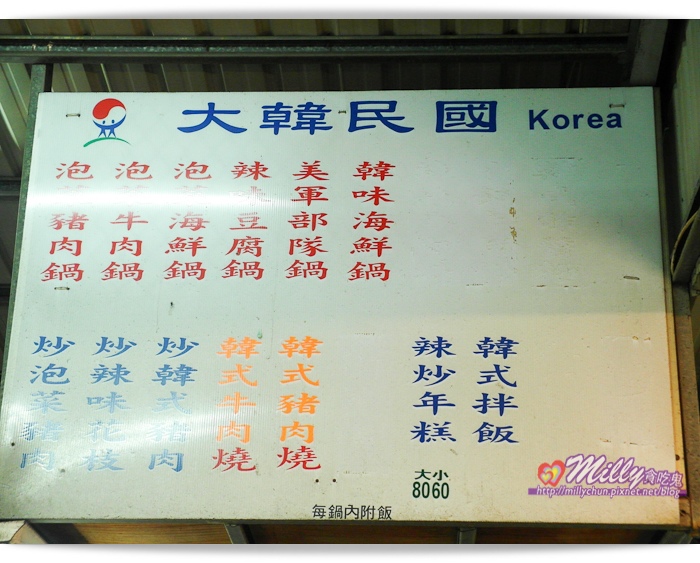 大韓民國 Korea
泡菜豬肉鍋
泡菜牛肉鍋
泡菜海鮮鍋
辣味豆腐鍋
美軍部隊鍋
韓味海鮮鍋
炒泡菜豬肉
炒辣味花枝
炒韓式豬肉
韓式牛肉燒
韓式豬肉燒
辣炒年糕
韓式拌飯
大小
8060
每鍋內附飯
Milly貪吃鬼
http://millychun.pixnet.net/blog